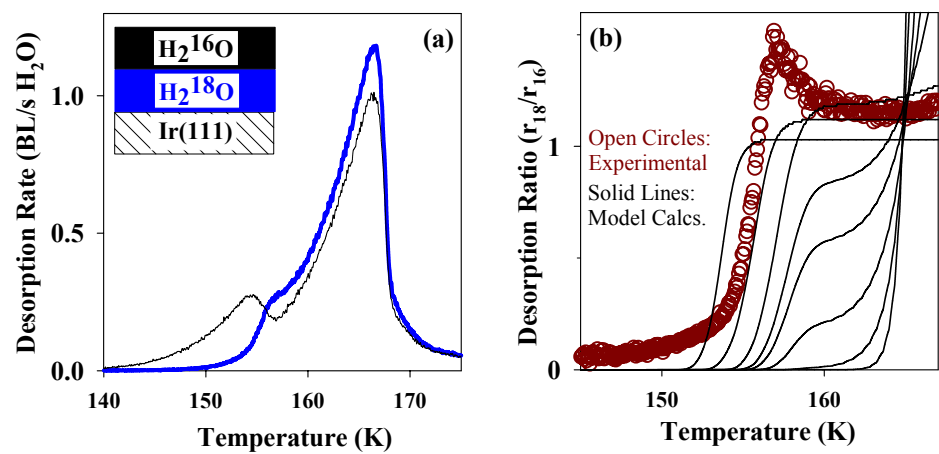 (a)
H2¹⁶O
H2¹⁸O
Ir(111)
Desorption Rate (BL/s H₂O)
1.0
0.5
0.0
140
150
160
170
Temperature (K)
(b)
Desorption Ratio (r₁₈/r₁₆)
1
0
Open Circles:
Experimental
Solid Lines:
Model Calcs.
150
160
Temperature (K)